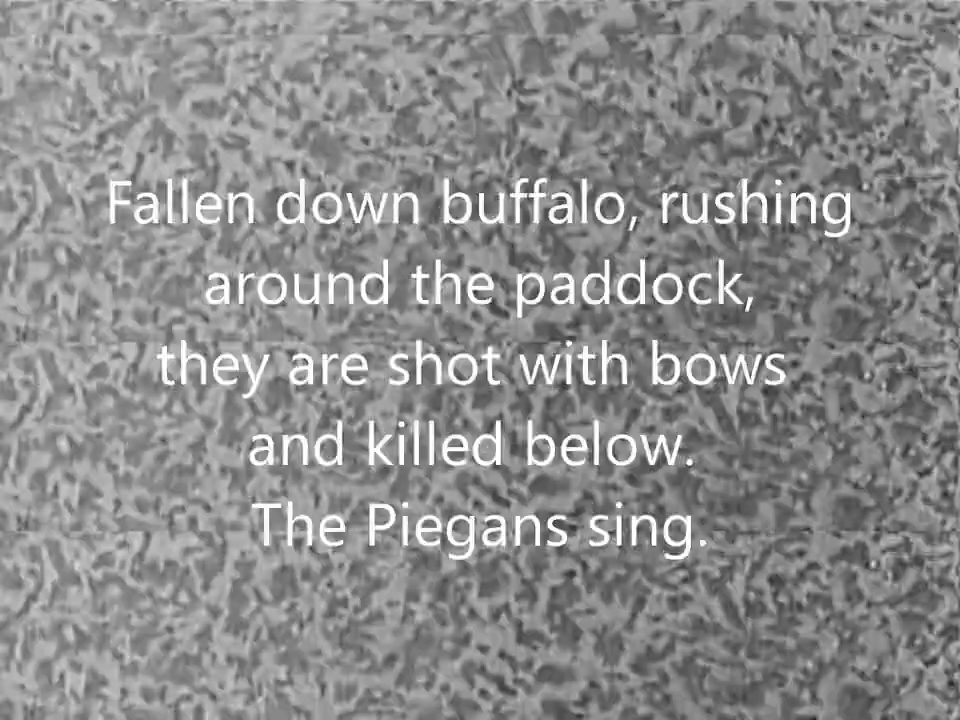 Fallen down buffalo, rushing
around the paddock,
they are shot with bows
and killed below.
The Piegans sing.